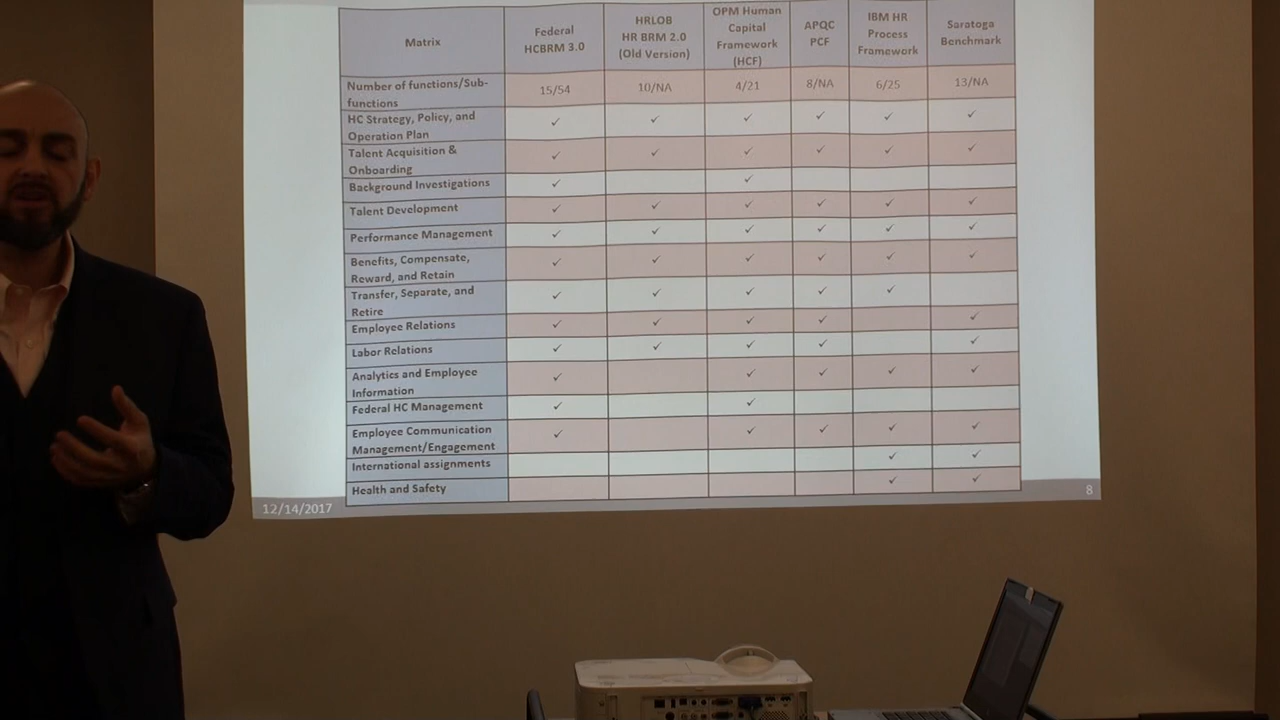 Matrix Federal HCBRM 3.0 HRLOB HR BRM 2.0 (Old Version) OPM Human Capital Framework (HCF) APQC PCF IBM HR Process Framework Saratoga Benchmark
Number of functions/Sub-functions 15/54 10/NA 4/21 8/NA 6/25 13/NA
HC Strategy, Policy, and Operation Plan ✓ ✓ ✓ ✓ ✓ ✓
Talent Acquisition & Onboarding ✓ ✓ ✓ ✓ ✓ ✓
Background Investigations ✓ ✓
Talent Development ✓ ✓ ✓ ✓ ✓ ✓
Performance Management ✓ ✓ ✓ ✓ ✓ ✓
Benefits, Compensate, Reward, and Retain ✓ ✓ ✓ ✓ ✓ ✓
Transfer, Separate, and Retire ✓ ✓ ✓ ✓ ✓
Employee Relations ✓ ✓ ✓ ✓ ✓
Labor Relations ✓ ✓ ✓ ✓ ✓
Analytics and Employee Information ✓ ✓ ✓ ✓ ✓
Federal HC Management ✓ ✓
Employee Communication Management/Engagement ✓ ✓ ✓ ✓ ✓
International assignments ✓ ✓
Health and Safety ✓ ✓
12/14/2017 8